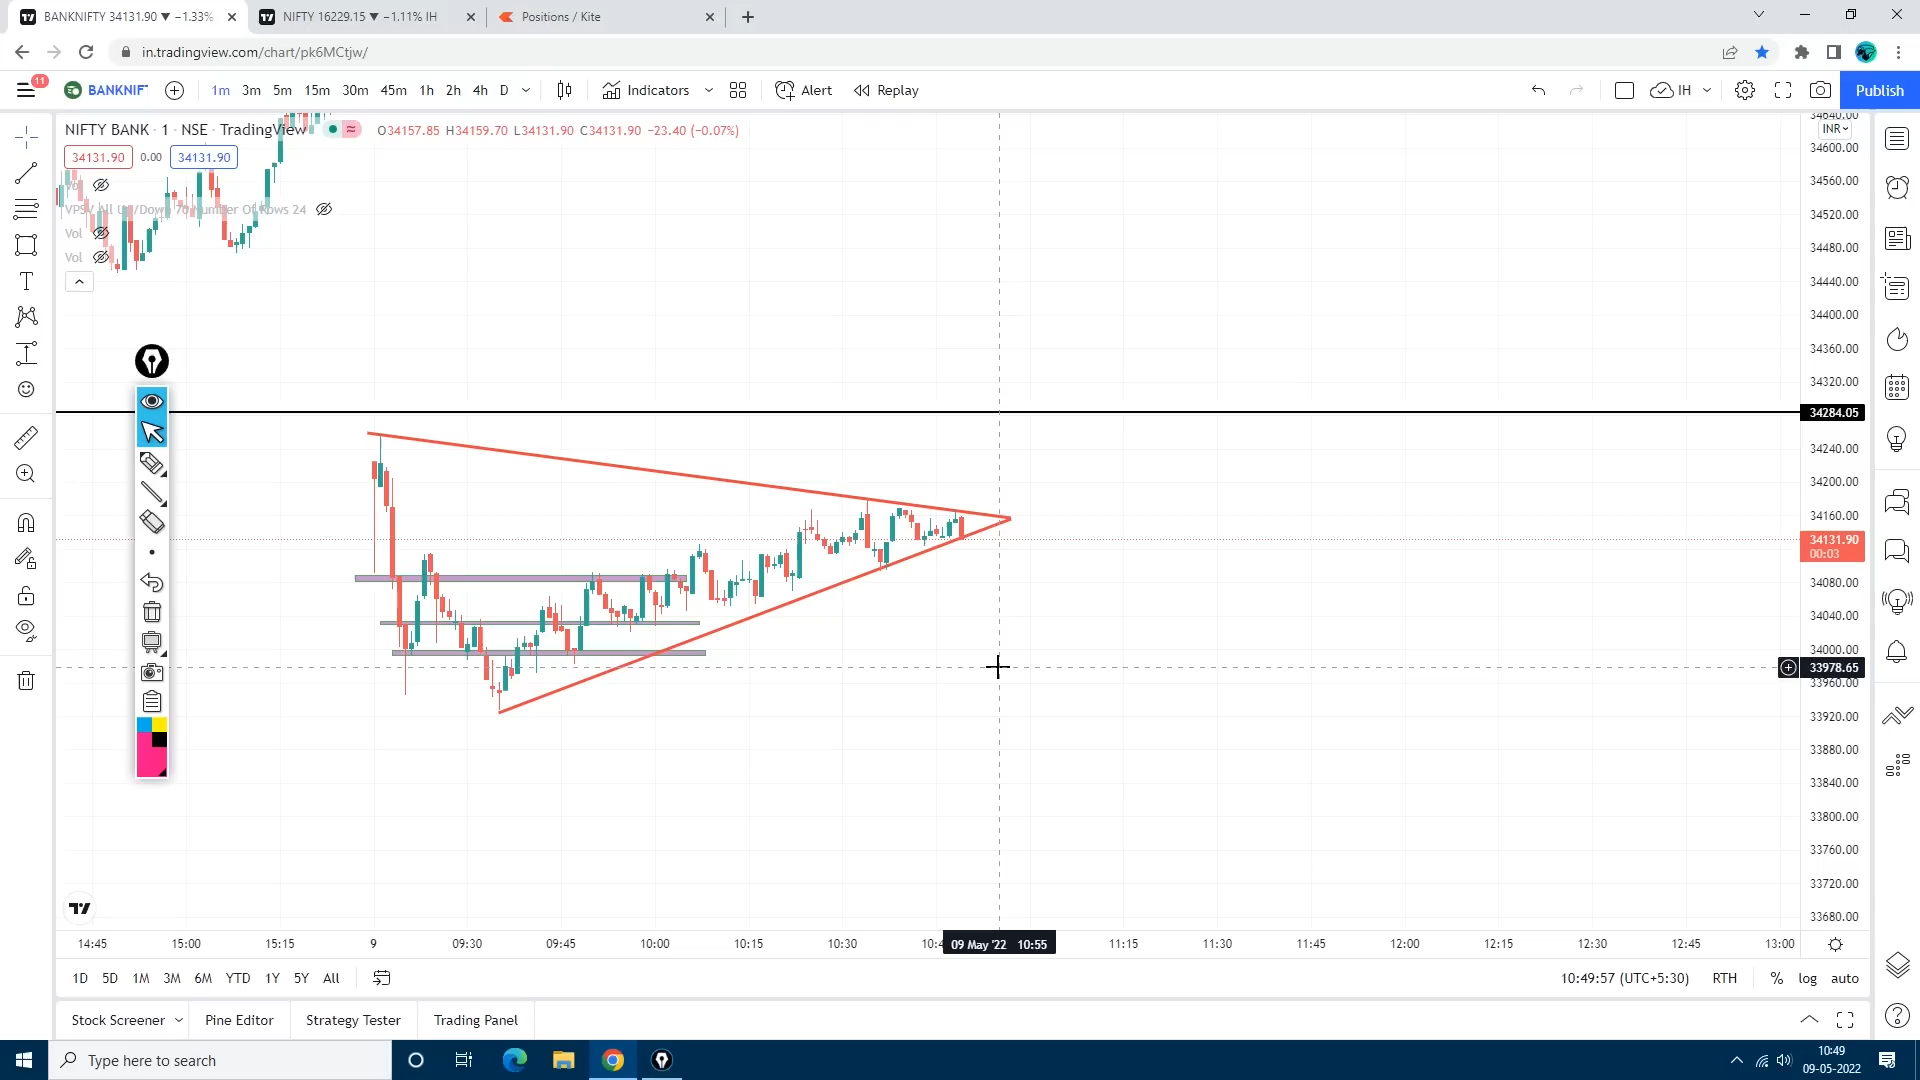 BANKNIFTY 34131.90 ▼ −1.33%
NIFTY 16229.15 ▼ −1.11% IH
Positions / Kite
in.tradingview.com/chart/pk6MCtjw/
11
BANKNIF
1m 3m 5m 15m 30m 45m 1h 2h 4h D
Indicators
Alert
Replay
IH
Publish
NIFTY BANK · 1 · NSE · TradingView
O34157.85 H34159.70 L34131.90 C34131.90 −23.40 (−0.07%)
34131.90 0.00 34131.90
Vol
Number Of Rows 24
Vol
Vol
INR
34640.00
34600.00
34560.00
34520.00
34480.00
34440.00
34400.00
34360.00
34320.00
34284.05
34240.00
34200.00
34160.00
34131.90
00:03
34080.00
34040.00
34000.00
33978.65
33960.00
33920.00
33880.00
33840.00
33800.00
33760.00
33720.00
33680.00
14:45 15:00 15:15 9 09:30 09:45 10:00 10:15 10:30 09 May '22 10:55 11:15 11:30 11:45 12:00 12:15 12:30 12:45 13:00
1D 5D 1M 3M 6M YTD 1Y 5Y All
10:49:57 (UTC+5:30) RTH % log auto
Stock Screener Pine Editor Strategy Tester Trading Panel
Type here to search
10:49
09-05-2022